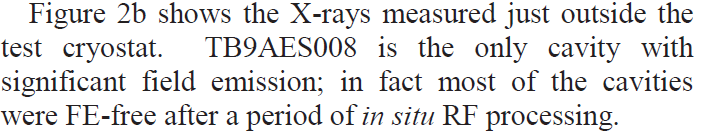 Figure 2b shows the X-rays measured just outside the
test cryostat. TB9AES008 is the only cavity with
significant field emission; in fact most of the cavities
were FE-free after a period of in situ RF processing.